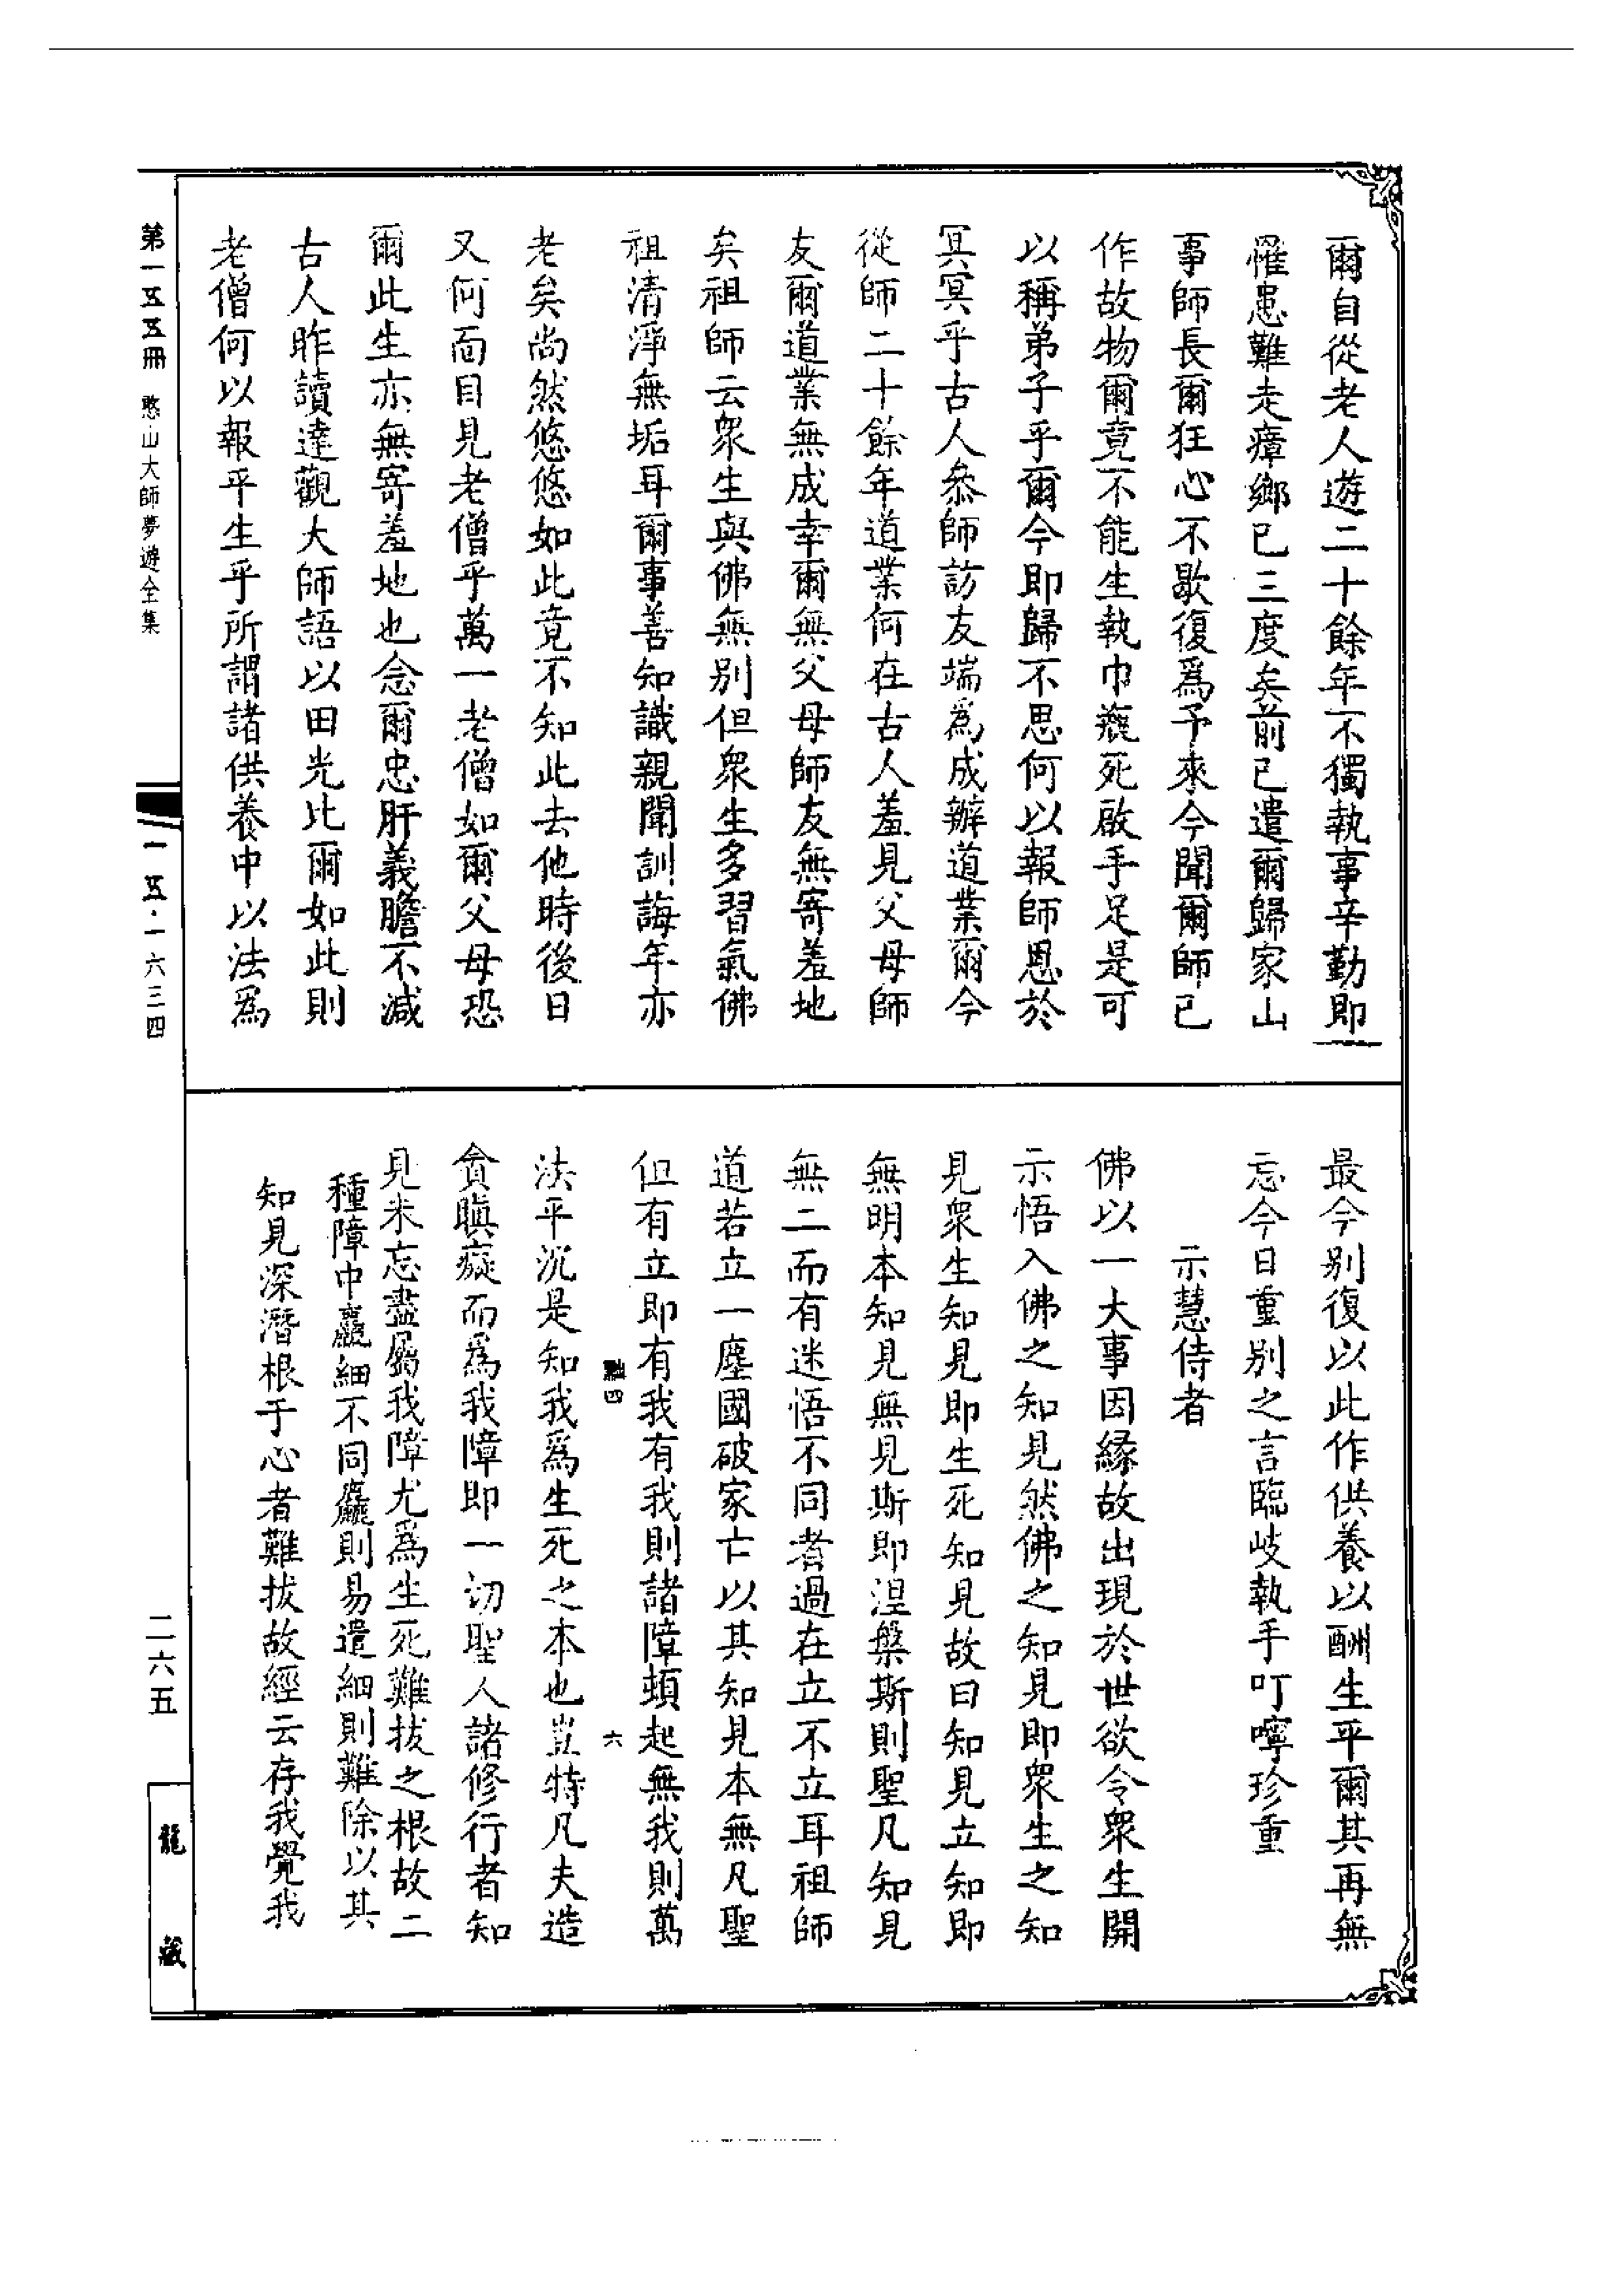 爾自從老人遊二十餘年不獨執事辛勤即
罹患難走瘴鄉已三度矣前已遣爾歸家山
事師長爾狂心不歇復爲予來今聞爾師已
作故物爾竟不能生執巾瓶死啟手足是可
以稱弟子乎爾今即歸不思何以報師恩於
冥冥乎古人叅師訪友端爲成辦道業爾今
從師二十餘年道業何在古人羞見父母師
友爾道業無成幸爾無父母師友無寄羞地
矣祖師云衆生與佛無別但衆生多習氣佛
祖清淨無垢耳爾事善知識親聞訓誨年亦
老矣尚然悠悠如此竟不知此去他時後日
又何面目見老僧乎萬一老僧如爾父母恐
爾此生亦無寄羞地也念爾忠肝義膽不減
古人昨讀達觀大師語以田光比爾如此則
老僧何以報平生乎所謂諸供養中以法爲
最今別復以此作供養以酬生平爾其再無
忘今日重別之言臨岐執手叮嚀珍重
示慧侍者
佛以一大事因緣故出現於世欲令衆生開
示悟入佛之知見然佛之知見即衆生之知
見衆生知見即生死知見故曰知見立知即
無明本知見無見斯即涅槃斯則聖凡知見
無二而有迷悟不同者過在立不立耳祖師
道若立一塵國破家亡以其知見本無凡聖
但有立即有我有我則諸障頓起無我則萬
四 六
法平沉是知我爲生死之本也豈特凡夫造
貪瞋癡而爲我障即一切聖人諸修行者知
見未忘盡屬我障尤爲生死難拔之根故二
種障中麤細不同麤則易遣細則難除以其
知見深潛根于心者難拔故經云存我覺我
第一五五冊 憨山大師夢遊全集
一五·一六三四
二六五
龍藏